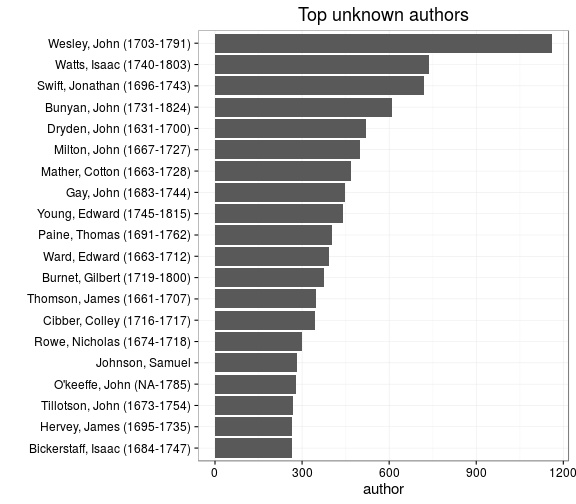 Top unknown authors
Wesley, John (1703-1791)
Watts, Isaac (1740-1803)
Swift, Jonathan (1696-1743)
Bunyan, John (1731-1824)
Dryden, John (1631-1700)
Milton, John (1667-1727)
Mather, Cotton (1663-1728)
Gay, John (1683-1744)
Young, Edward (1745-1815)
Paine, Thomas (1691-1762)
Ward, Edward (1663-1712)
Burnet, Gilbert (1719-1800)
Thomson, James (1661-1707)
Cibber, Colley (1716-1717)
Rowe, Nicholas (1674-1718)
Johnson, Samuel
O'keeffe, John (NA-1785)
Tillotson, John (1673-1754)
Hervey, James (1695-1735)
Bickerstaff, Isaac (1684-1747)
0 300 600 900 1200
author